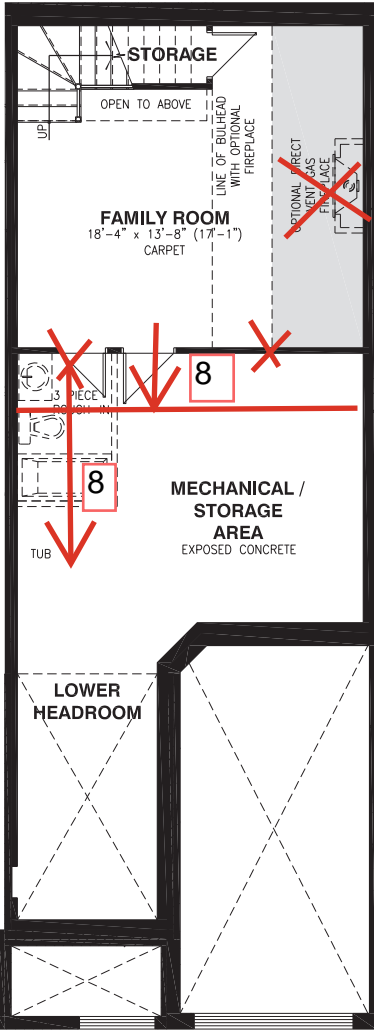 STORAGE
OPEN TO ABOVE
UP
LINE OF BULHEAD
WITH OPTIONAL
FIREPLACE
OPTIONAL DIRECT
VENT GAS
FIREPLACE
FAMILY ROOM
18'-4" x 13'-8" (17'-1")
CARPET
8
3 PIECE
ROUGH IN
8
MECHANICAL /
STORAGE
AREA
EXPOSED CONCRETE
TUB
LOWER
HEADROOM